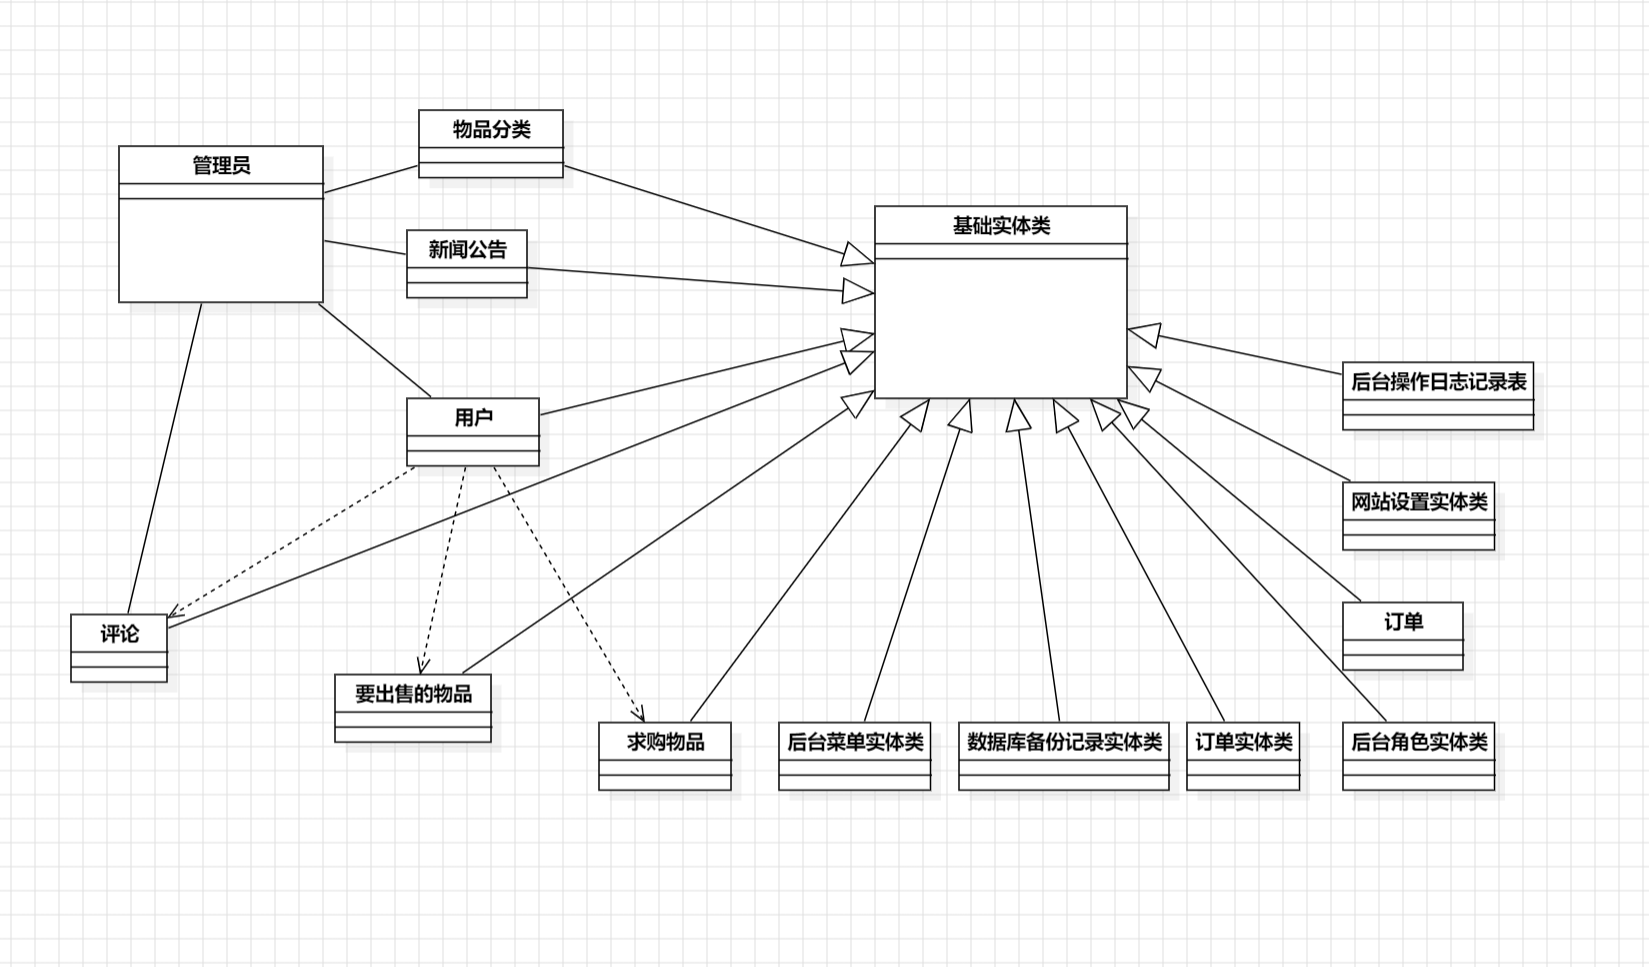 物品分类
管理员
基础实体类
新闻公告
后台操作日志记录表
用户
网站设置实体类
订单
评论
要出售的物品
求购物品
后台菜单实体类
数据库备份记录实体类
订单实体类
后台角色实体类